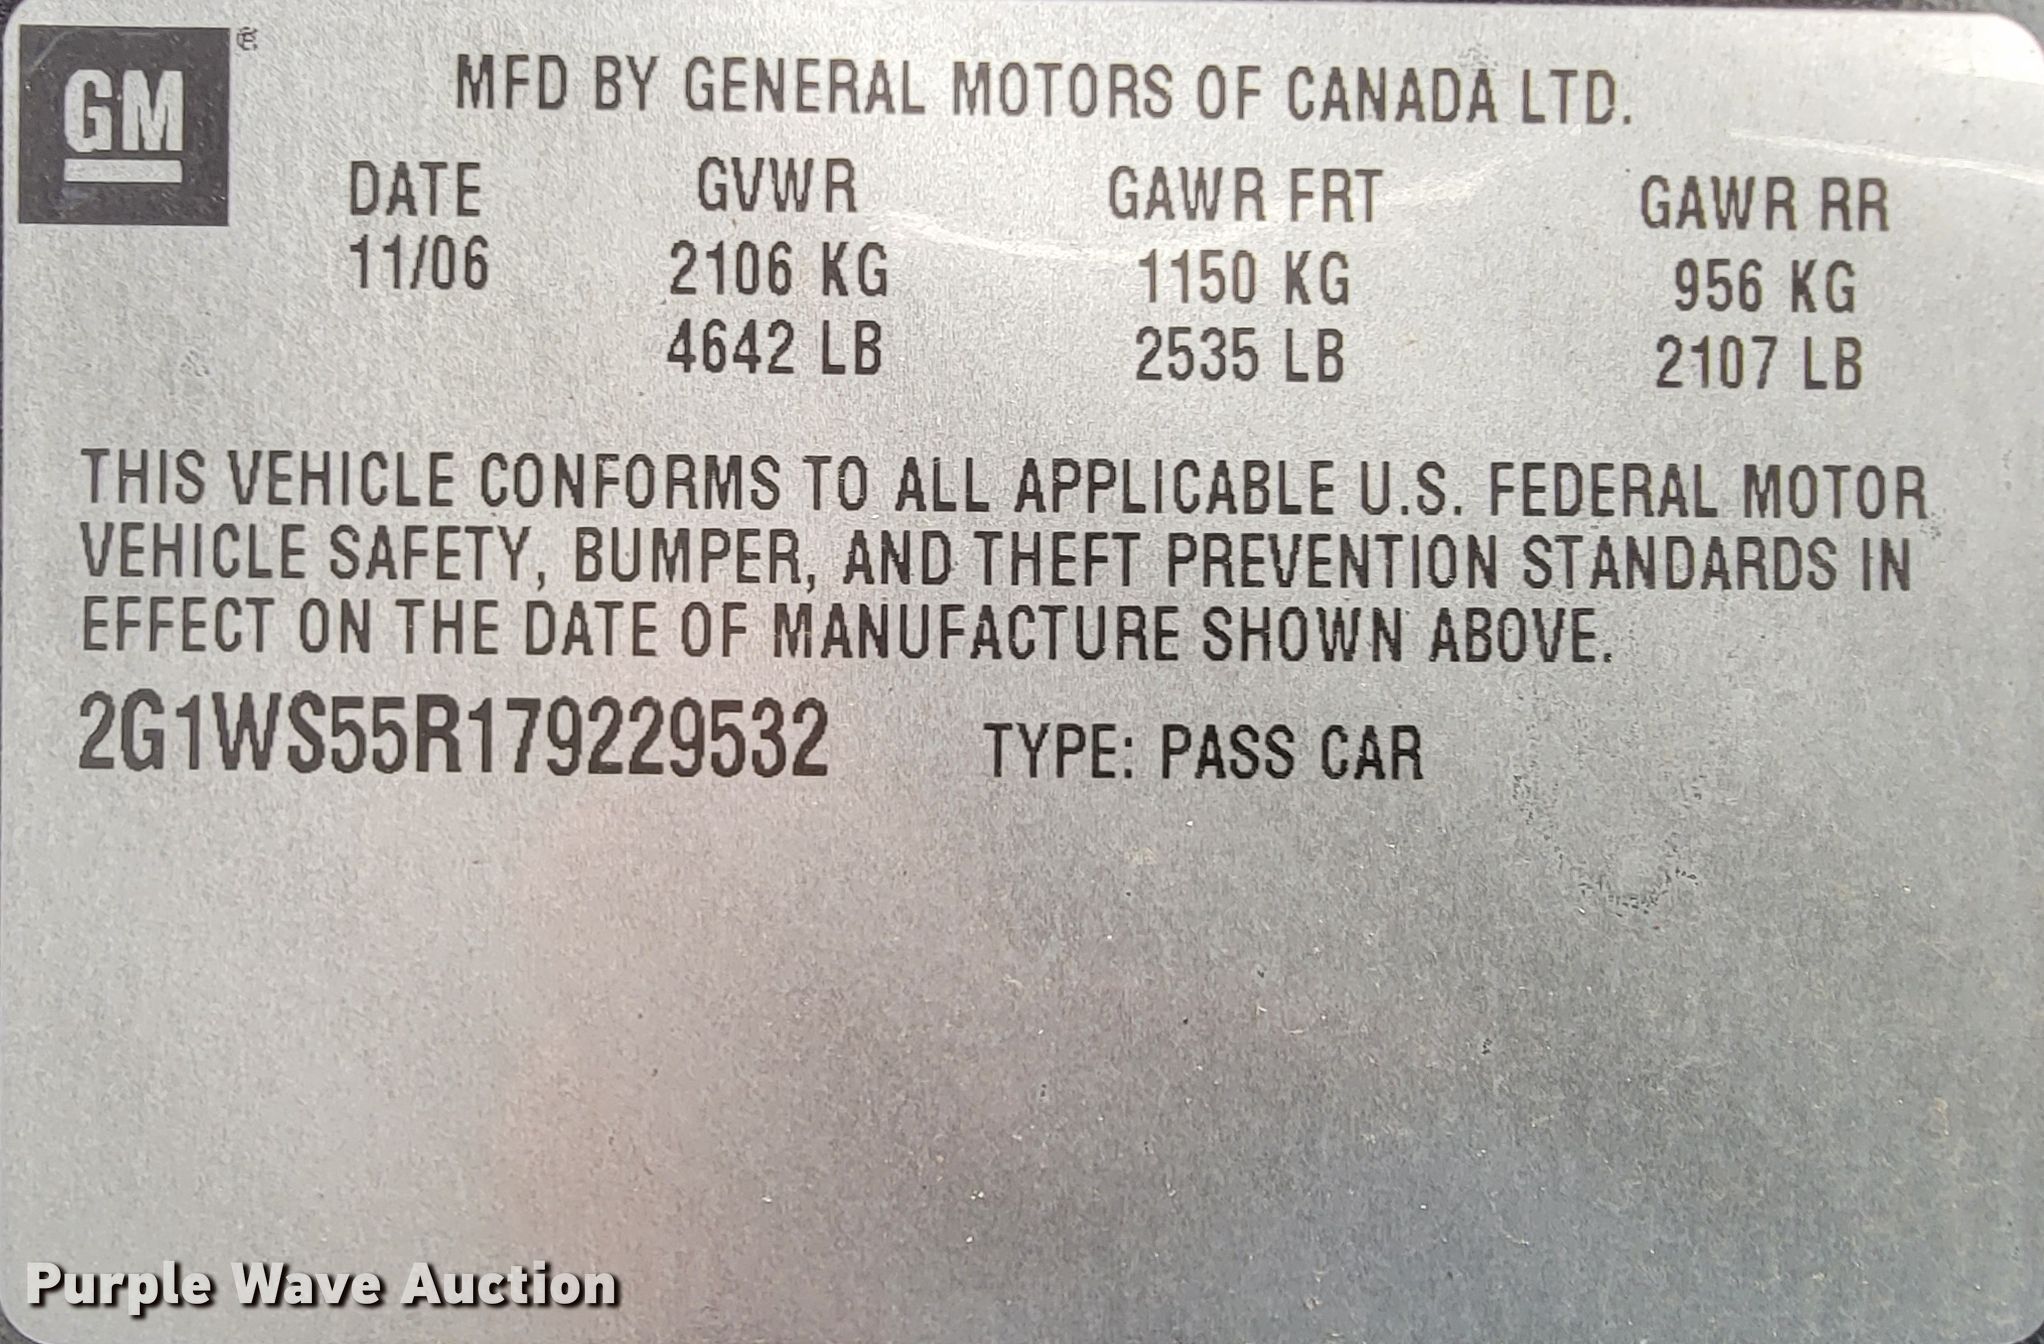 GM ®
MFD BY GENERAL MOTORS OF CANADA LTD.
DATE GVWR GAWR FRT GAWR RR
11/06 2106 KG 1150 KG 956 KG
4642 LB 2535 LB 2107 LB
THIS VEHICLE CONFORMS TO ALL APPLICABLE U.S. FEDERAL MOTOR
VEHICLE SAFETY, BUMPER, AND THEFT PREVENTION STANDARDS IN
EFFECT ON THE DATE OF MANUFACTURE SHOWN ABOVE.
2G1WS55R179229532 TYPE: PASS CAR
Purple Wave Auction